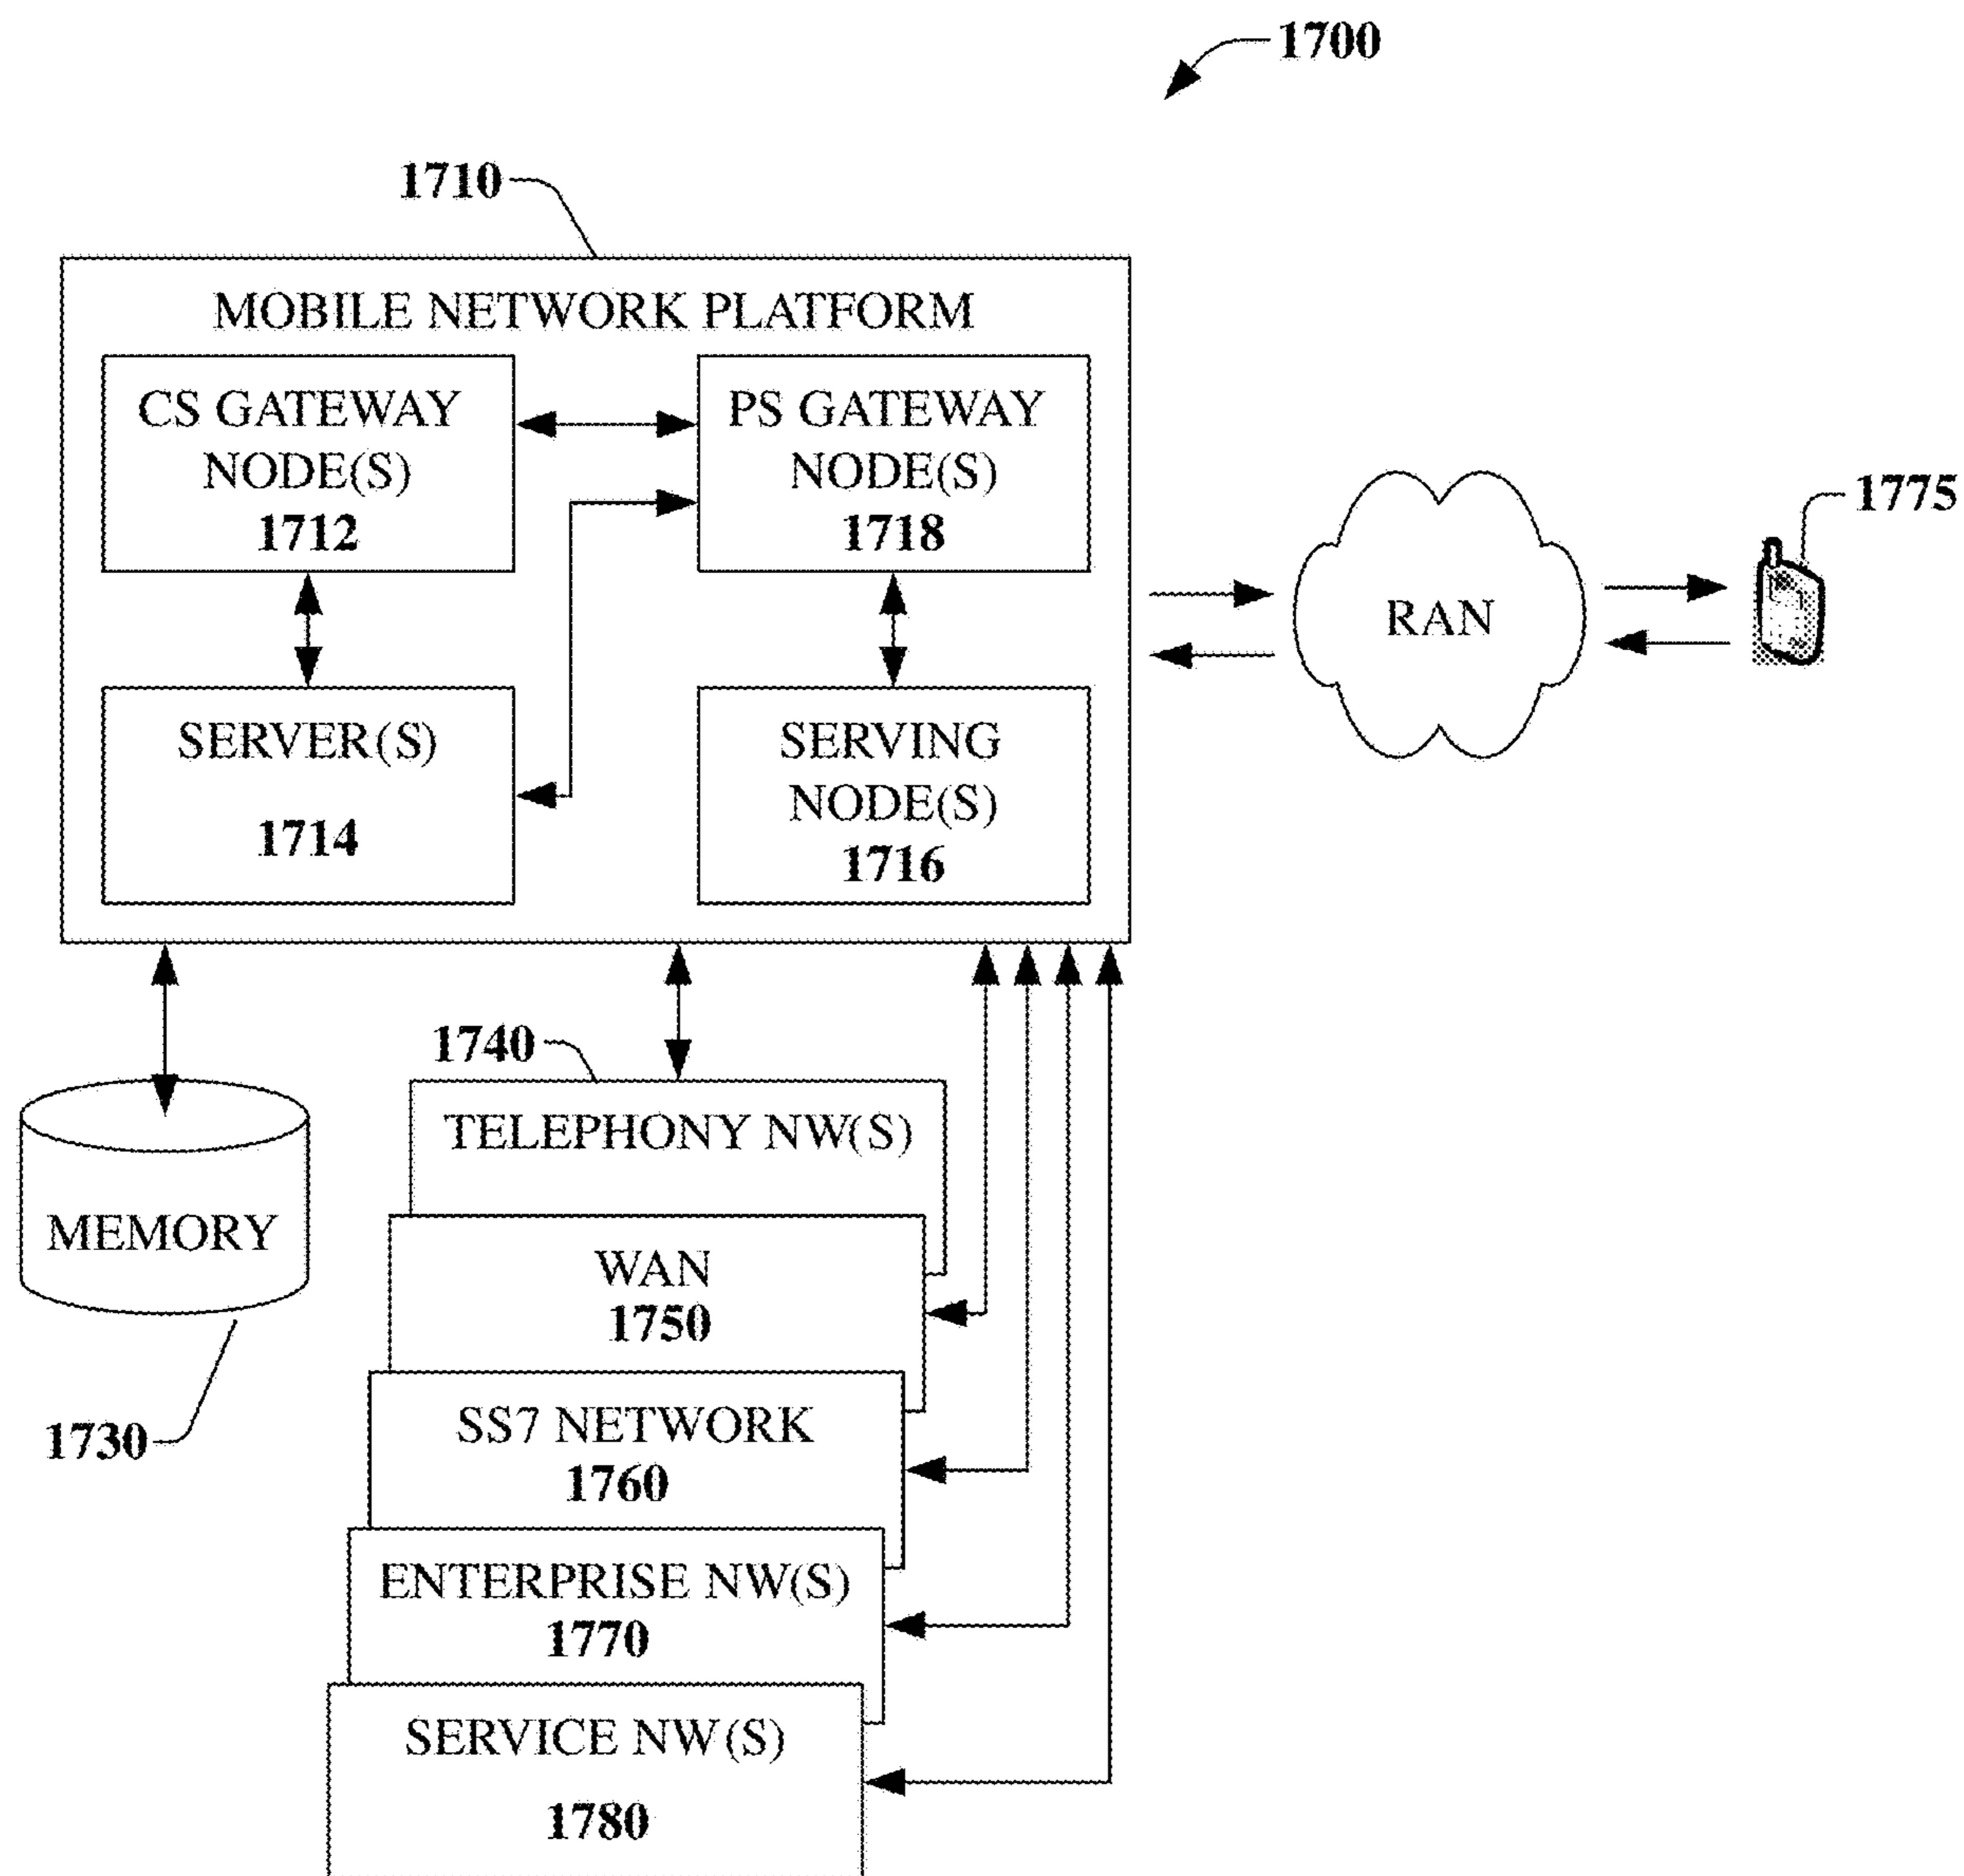 1700
1710
MOBILE NETWORK PLATFORM
CS GATEWAY
NODE(S)
1712
PS GATEWAY
NODE(S)
1718
SERVER(S)
1714
SERVING
NODE(S)
1716
RAN
1775
1740
TELEPHONY NW(S)
MEMORY
1730
WAN
1750
SS7 NETWORK
1760
ENTERPRISE NW(S)
1770
SERVICE NW(S)
1780